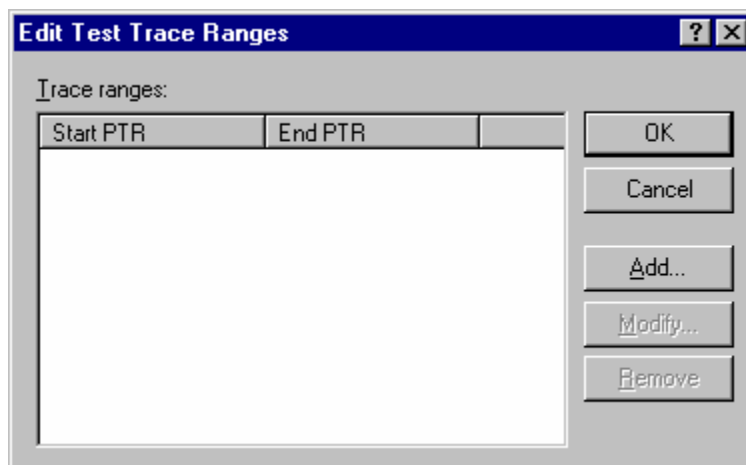 Edit Test Trace Ranges
Trace ranges:
Start PTR End PTR
OK
Cancel
Add...
Modify...
Remove